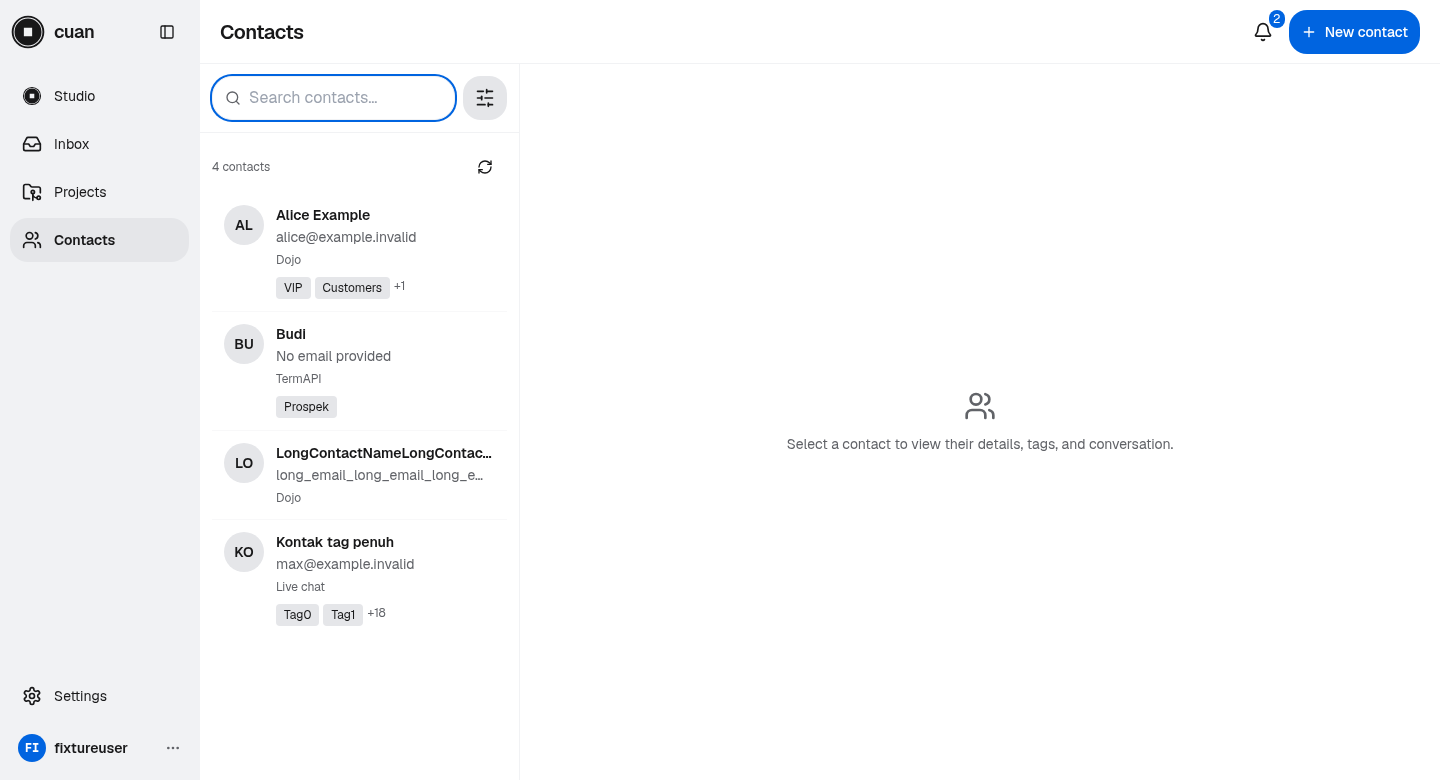 cuan
Studio
Inbox
Projects
Contacts
Settings
FI
fixtureuser
Contacts
2
New contact
Search contacts...
4 contacts
AL
Alice Example
alice@example.invalid
Dojo
VIP Customers +1
BU
Budi
No email provided
TermAPI
Prospek
LO
LongContactNameLongContac...
long_email_long_email_long_e...
Dojo
KO
Kontak tag penuh
max@example.invalid
Live chat
Tag0 Tag1 +18
Select a contact to view their details, tags, and conversation.